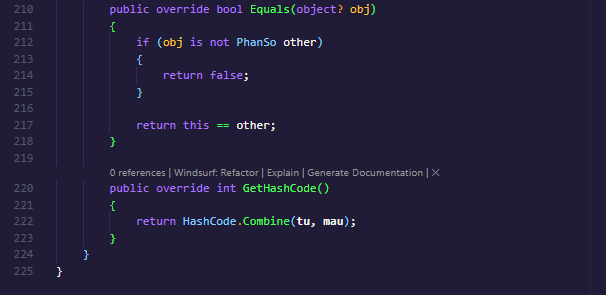 210 public override bool Equals(object? obj)
211 {
212 if (obj is not PhanSo other)
213 {
214 return false;
215 }
216
217 return this == other;
218 }
219
0 references | Windsurf: Refactor | Explain | Generate Documentation | ×
220 public override int GetHashCode()
221 {
222 return HashCode.Combine(tu, mau);
223 }
224 }
225 }